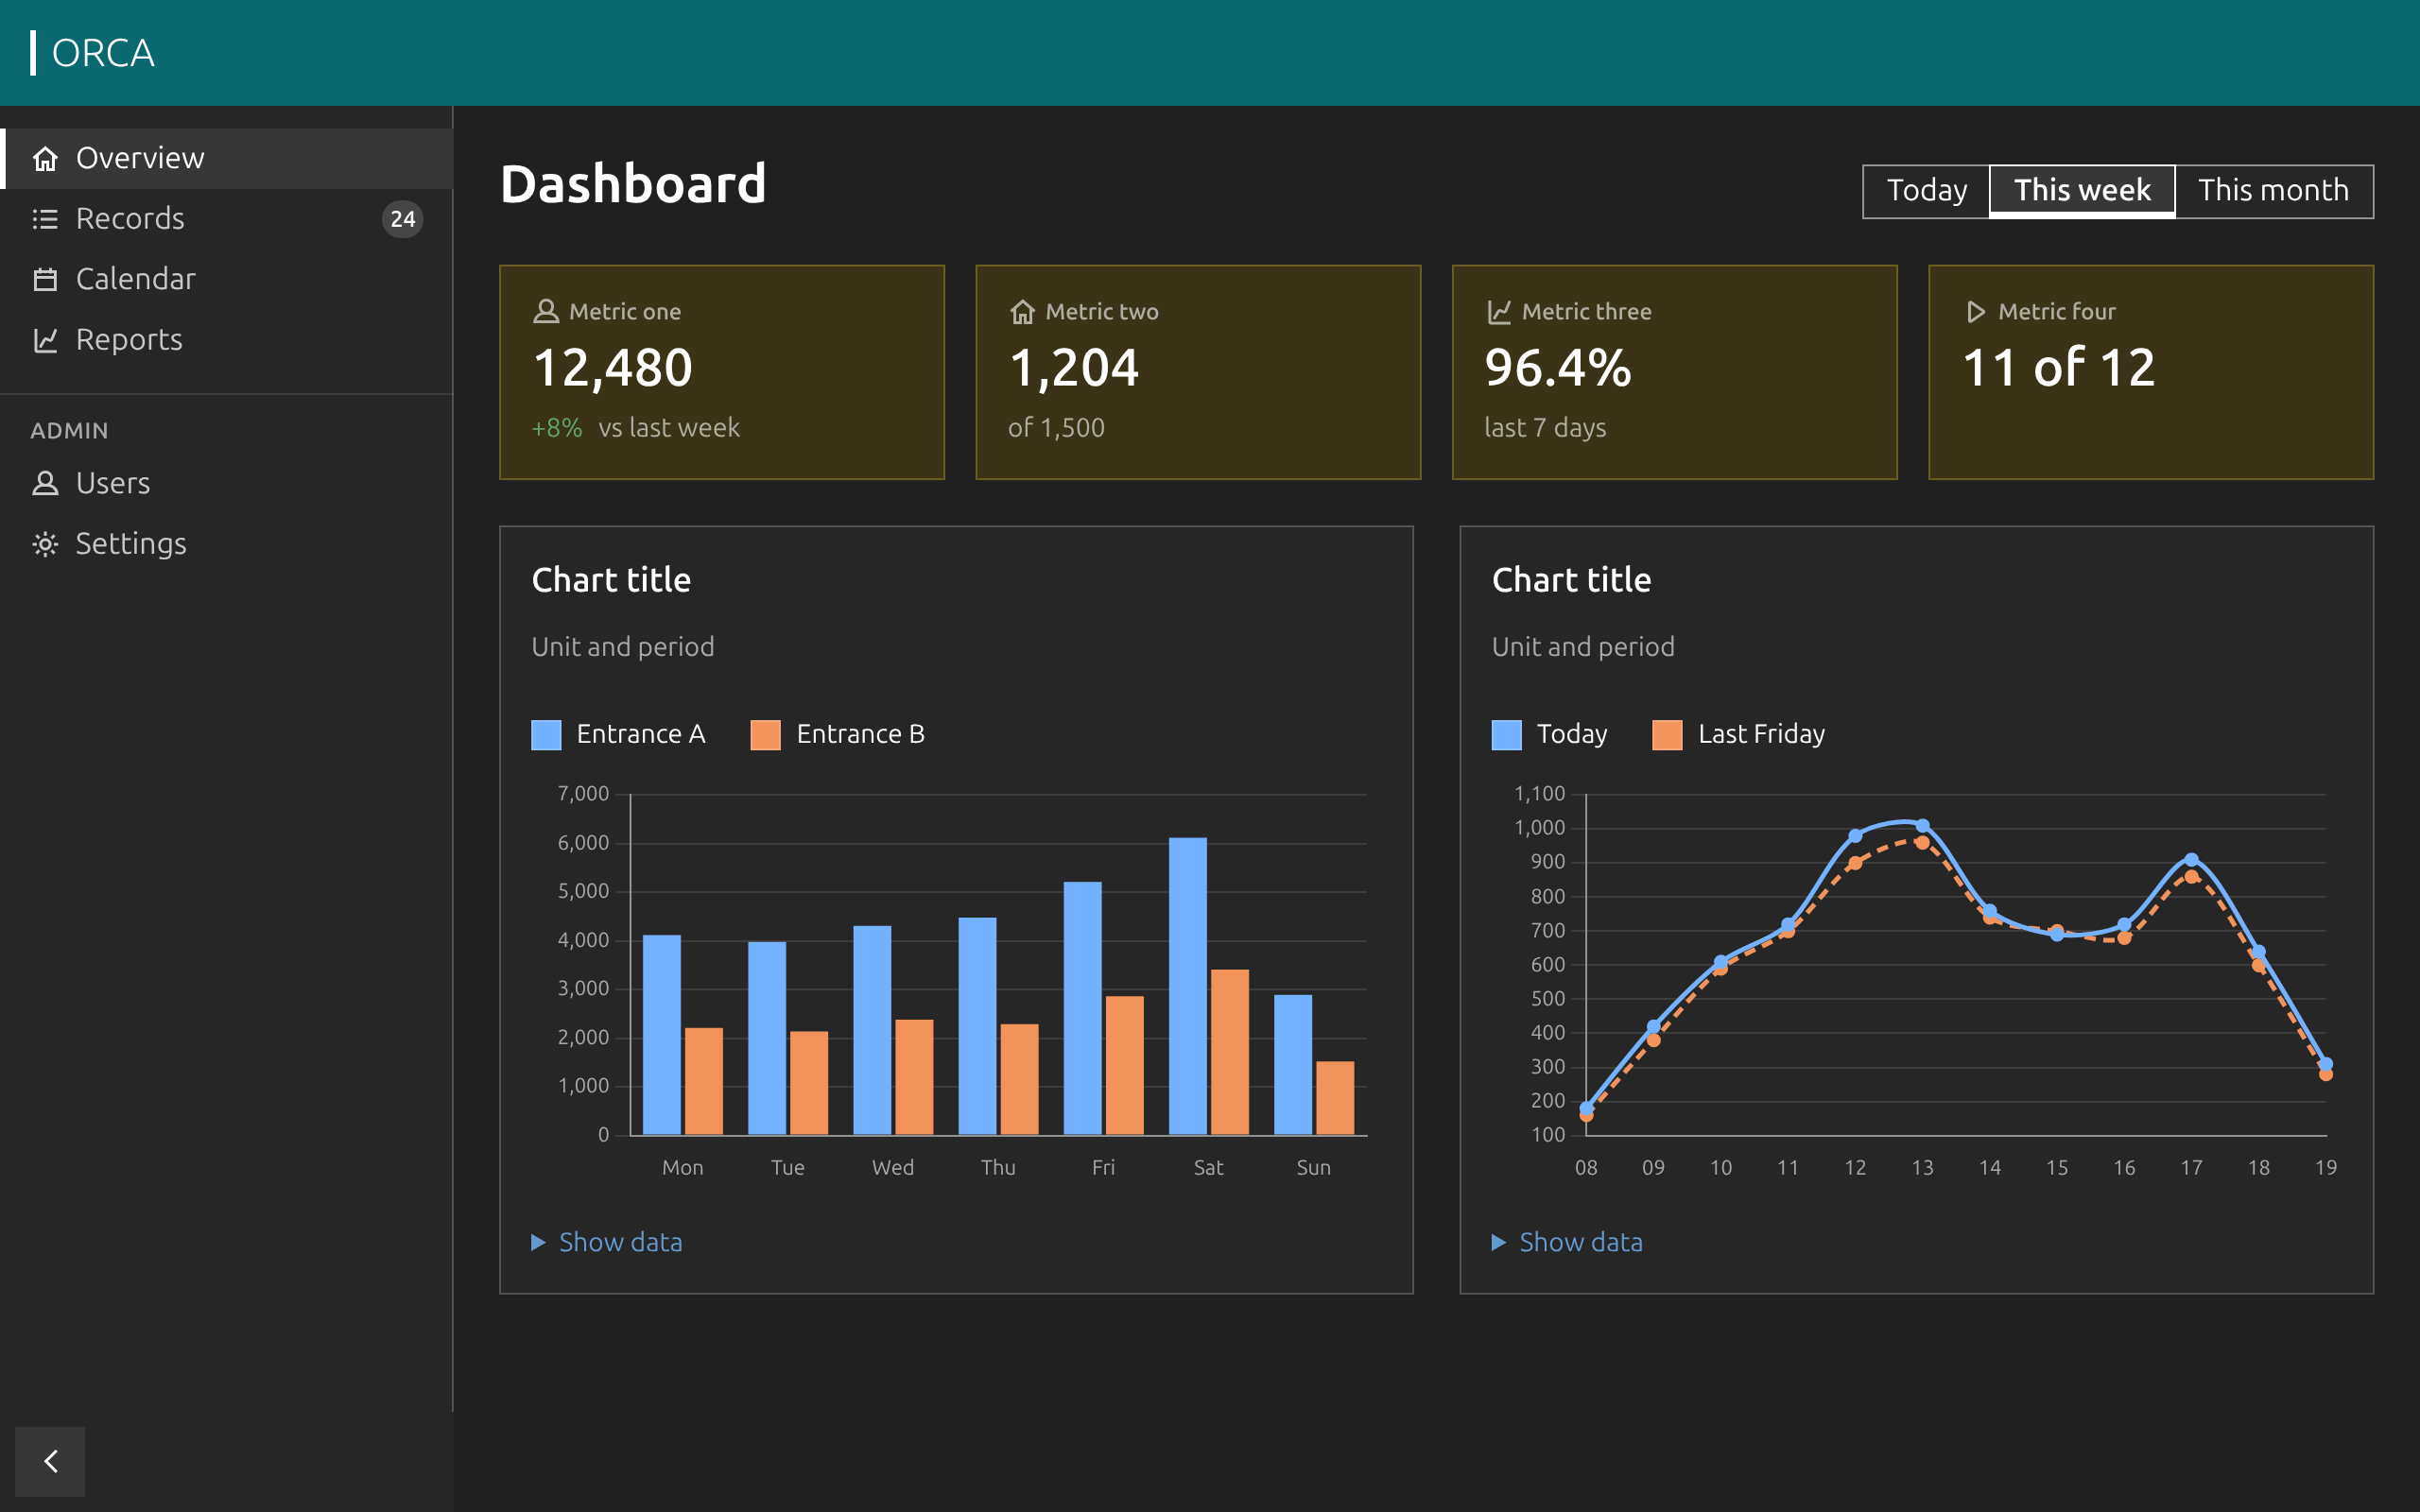 ORCA
Overview
Records 24
Calendar
Reports
ADMIN
Users
Settings
Dashboard
Today This week This month
Metric one
12,480
+8% vs last week
Metric two
1,204
of 1,500
Metric three
96.4%
last 7 days
Metric four
11 of 12
Chart title
Unit and period
Entrance A Entrance B
7,000
6,000
5,000
4,000
3,000
2,000
1,000
0
Mon Tue Wed Thu Fri Sat Sun
Show data
Chart title
Unit and period
Today Last Friday
1,100
1,000
900
800
700
600
500
400
300
200
100
08 09 10 11 12 13 14 15 16 17 18 19
Show data